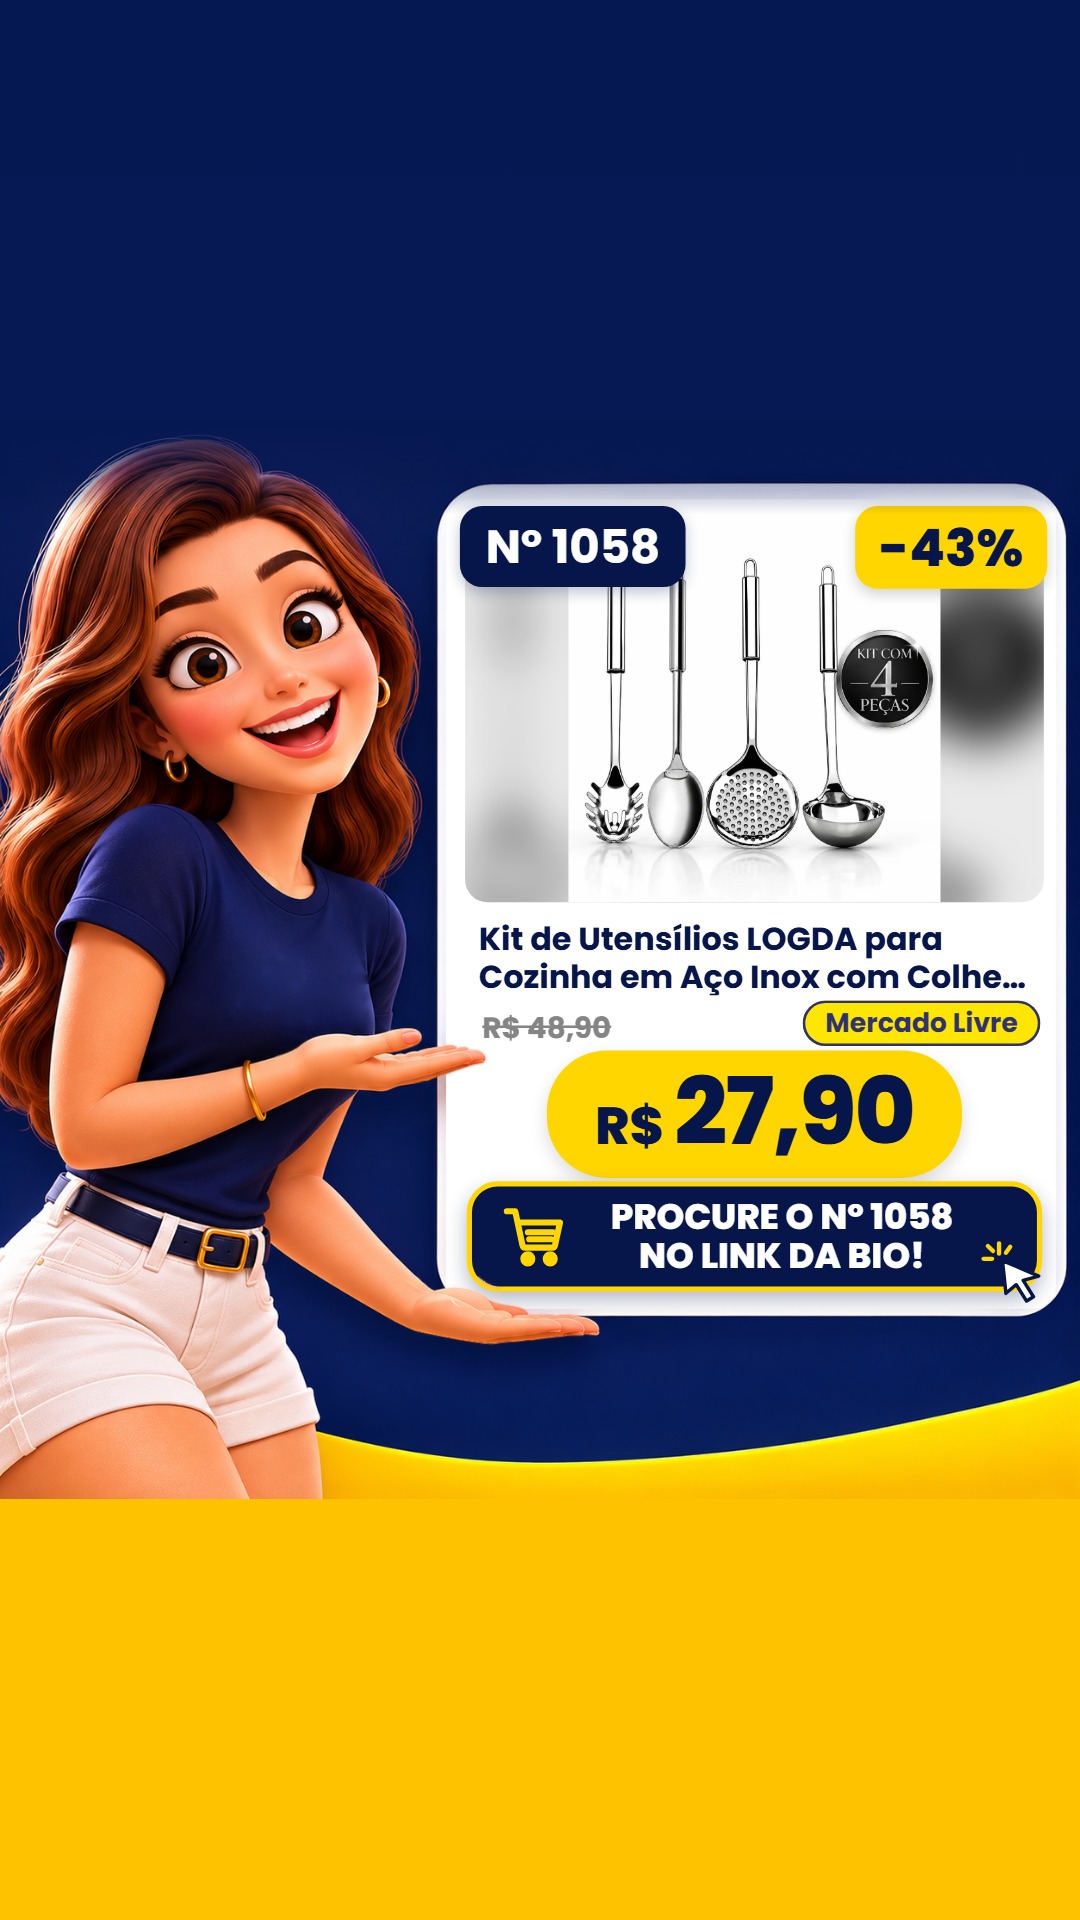 Nº 1058
-43%
KIT COM
4
PEÇAS
Kit de Utensílios LOGDA para
Cozinha em Aço Inox com Colhe...
R$ 48,90
Mercado Livre
R$ 27,90
PROCURE O Nº 1058
NO LINK DA BIO!